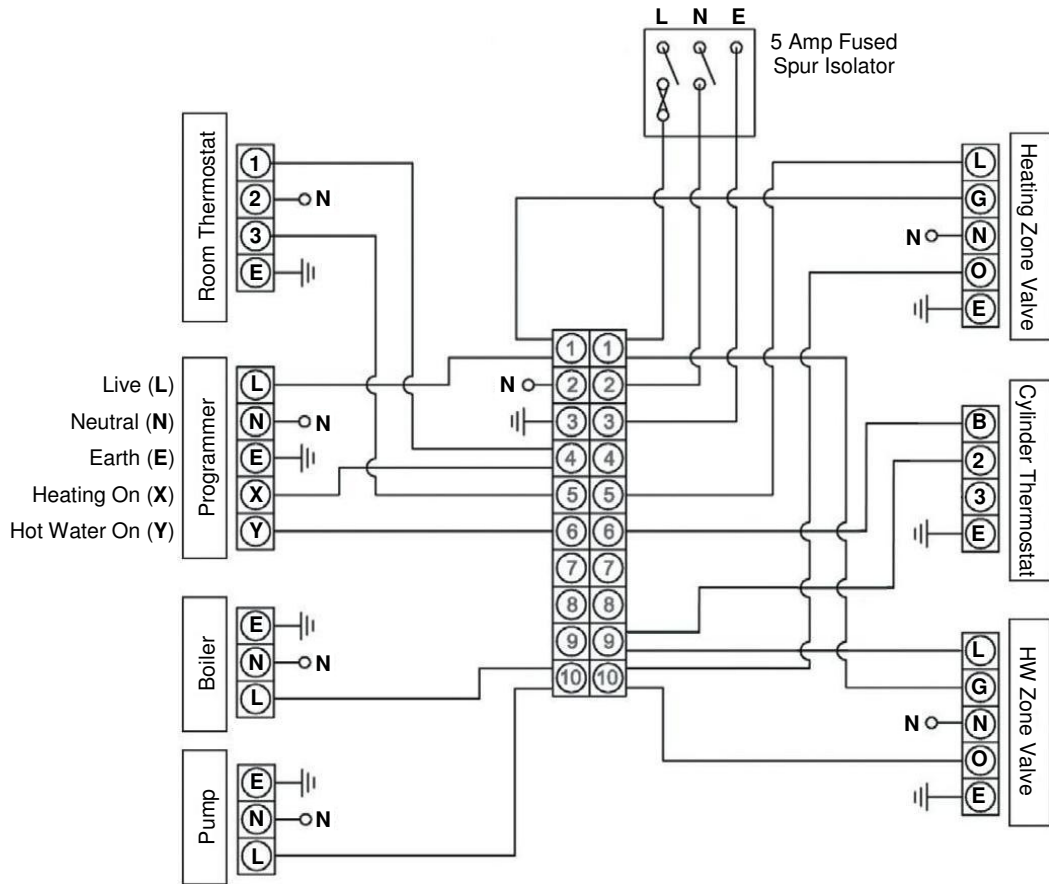 L N E
5 Amp Fused
Spur Isolator
Room Thermostat
1
2 N
3
E
Programmer
Live (L) L
Neutral (N) N N
Earth (E) E
Heating On (X) X
Hot Water On (Y) Y
Boiler
E
N N
L
Pump
E
N N
L
1 1
N 2 2
3 3
4 4
5 5
6 6
7 7
8 8
9 9
10 10
Heating Zone Valve
L
G
N N
O
E
Cylinder Thermostat
B
2
3
E
HW Zone Valve
L
G
N N
O
E